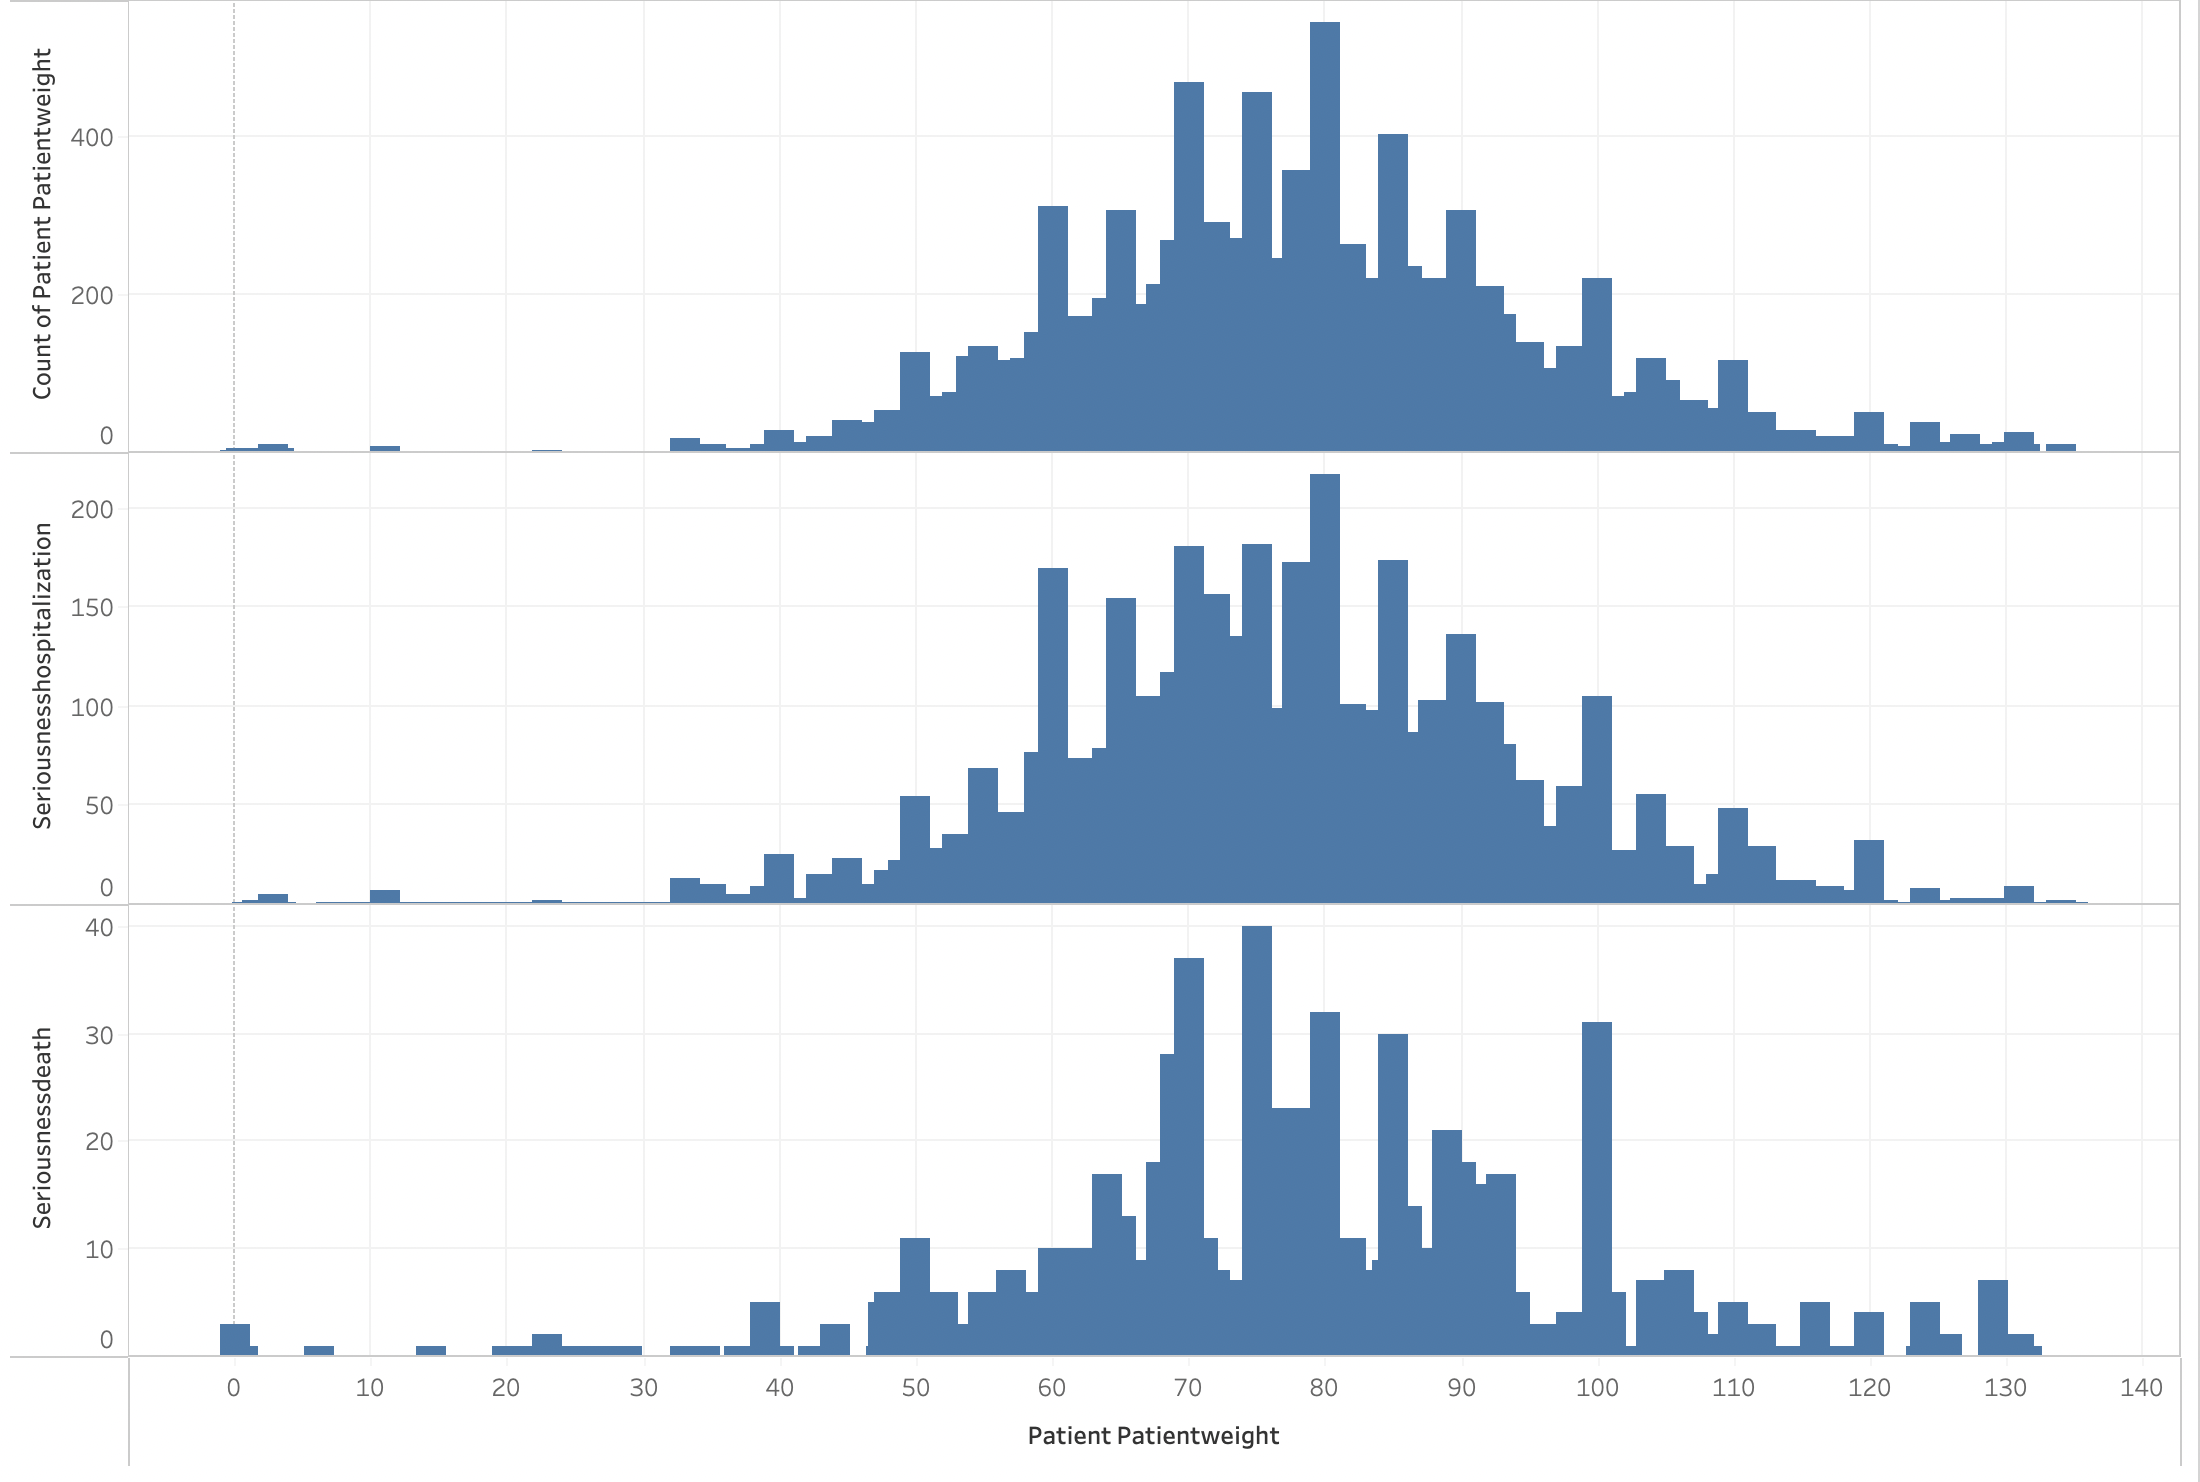 Count of Patient Patientweight
400
200
0
Seriousnesshospitalization
200
150
100
50
0
Seriousnessdeath
40
30
20
10
0
0 10 20 30 40 50 60 70 80 90 100 110 120 130 140
Patient Patientweight